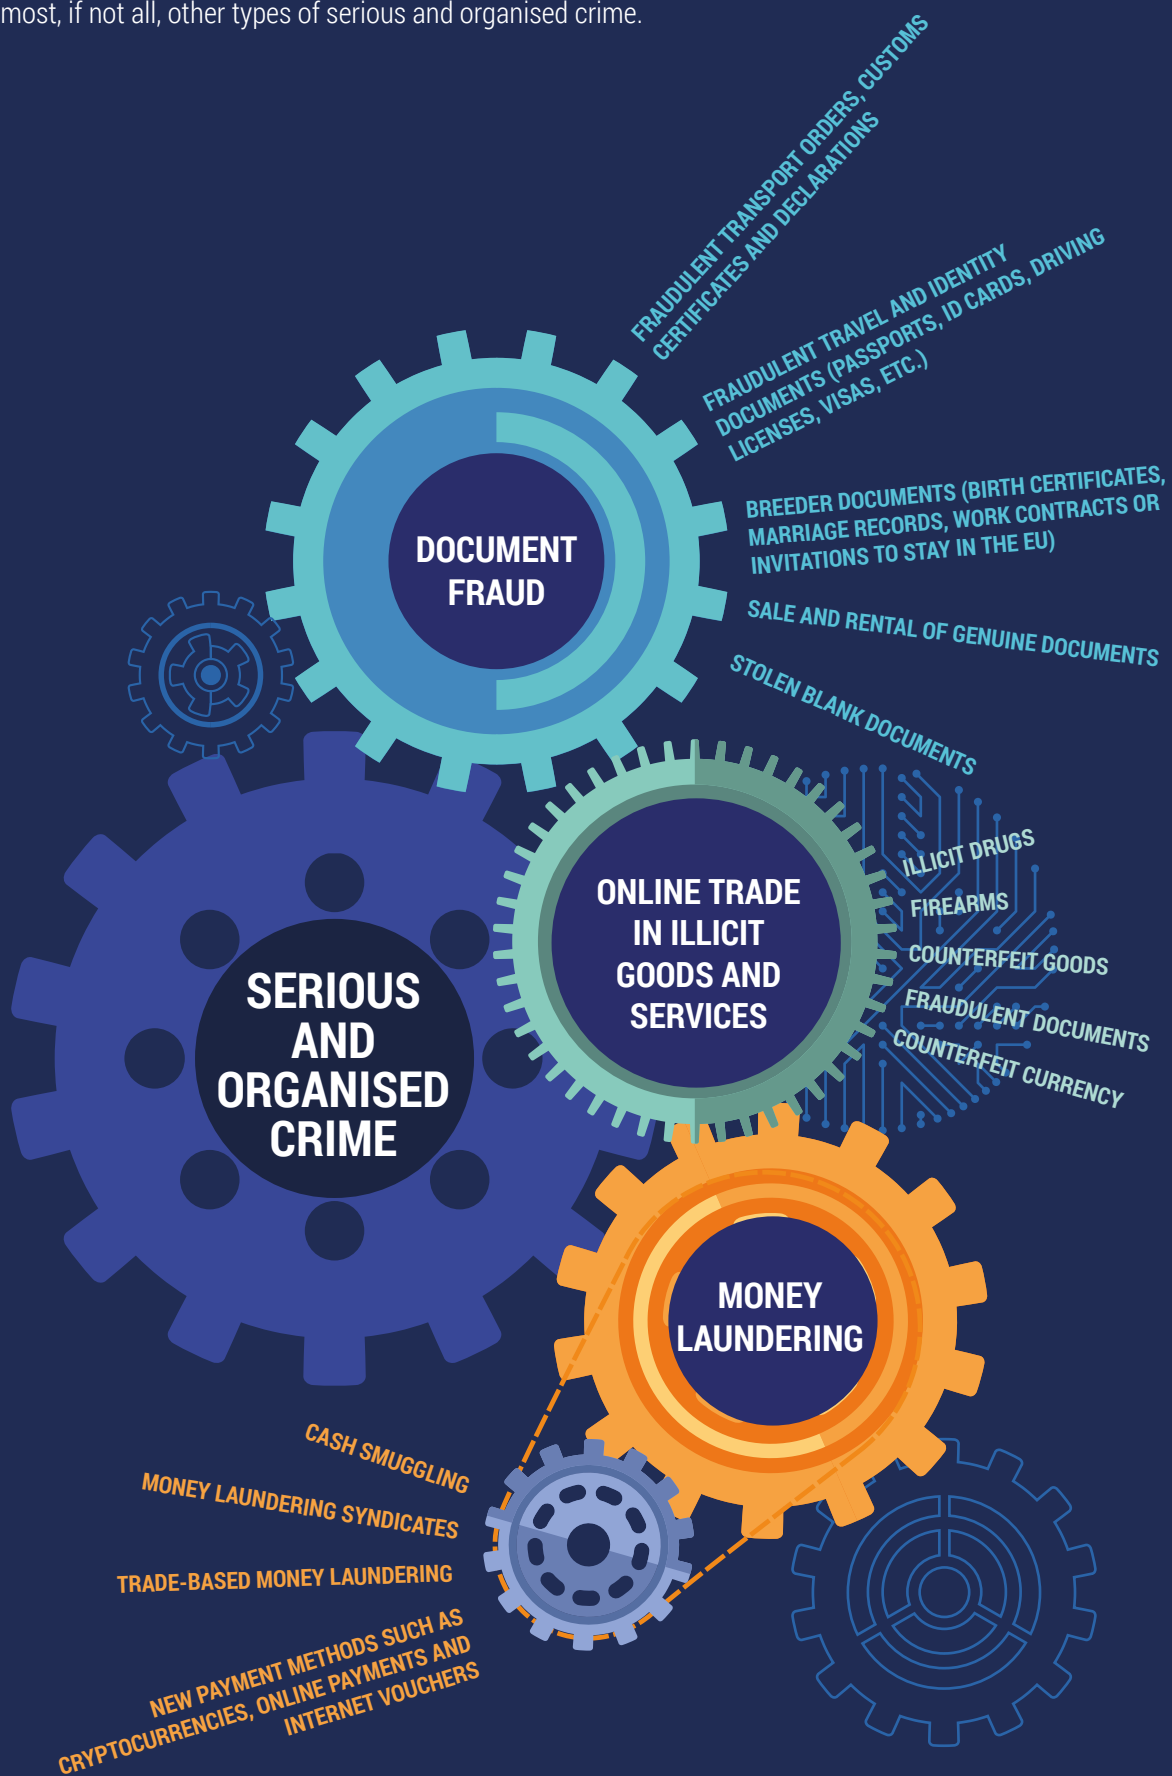 most, if not all, other types of serious and organised crime.
FRAUDULENT TRANSPORT ORDERS, CUSTOMS
CERTIFICATES AND DECLARATIONS
FRAUDULENT TRAVEL AND IDENTITY
DOCUMENTS (PASSPORTS, ID CARDS, DRIVING
LICENSES, VISAS, ETC.)
BREEDER DOCUMENTS (BIRTH CERTIFICATES,
MARRIAGE RECORDS, WORK CONTRACTS OR
INVITATIONS TO STAY IN THE EU)
DOCUMENT
FRAUD
SALE AND RENTAL OF GENUINE DOCUMENTS
STOLEN BLANK DOCUMENTS
ONLINE TRADE
IN ILLICIT
GOODS AND
SERVICES
ILLICIT DRUGS
FIREARMS
COUNTERFEIT GOODS
FRAUDULENT DOCUMENTS
COUNTERFEIT CURRENCY
SERIOUS
AND
ORGANISED
CRIME
MONEY
LAUNDERING
CASH SMUGGLING
MONEY LAUNDERING SYNDICATES
TRADE-BASED MONEY LAUNDERING
NEW PAYMENT METHODS SUCH AS
CRYPTOCURRENCIES, ONLINE PAYMENTS AND
INTERNET VOUCHERS